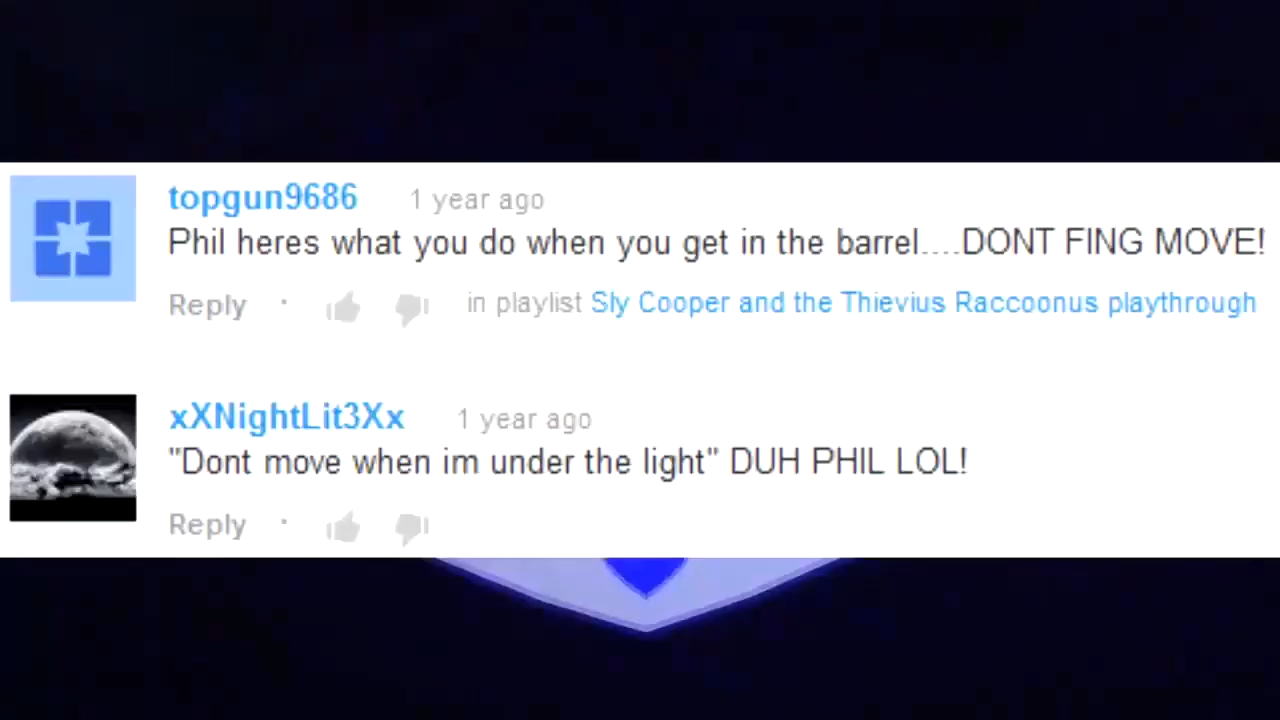 topgun9686 1 year ago
Phil heres what you do when you get in the barrel....DONT FING MOVE!
Reply · in playlist Sly Cooper and the Thievius Raccoonus playthrough
xXNightLit3Xx 1 year ago
"Dont move when im under the light" DUH PHIL LOL!
Reply ·